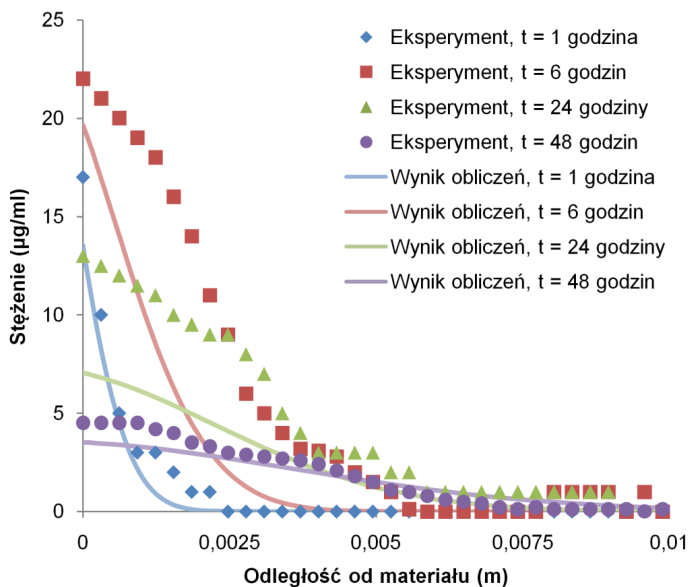 25
20
15
10
5
0
Stężenie (µg/ml)
Eksperyment, t = 1 godzina
Eksperyment, t = 6 godzin
Eksperyment, t = 24 godziny
Eksperyment, t = 48 godzin
Wynik obliczeń, t = 1 godzina
Wynik obliczeń, t = 6 godzin
Wynik obliczeń, t = 24 godziny
Wynik obliczeń, t = 48 godzin
0 0,0025 0,005 0,0075 0,01
Odległość od materiału (m)